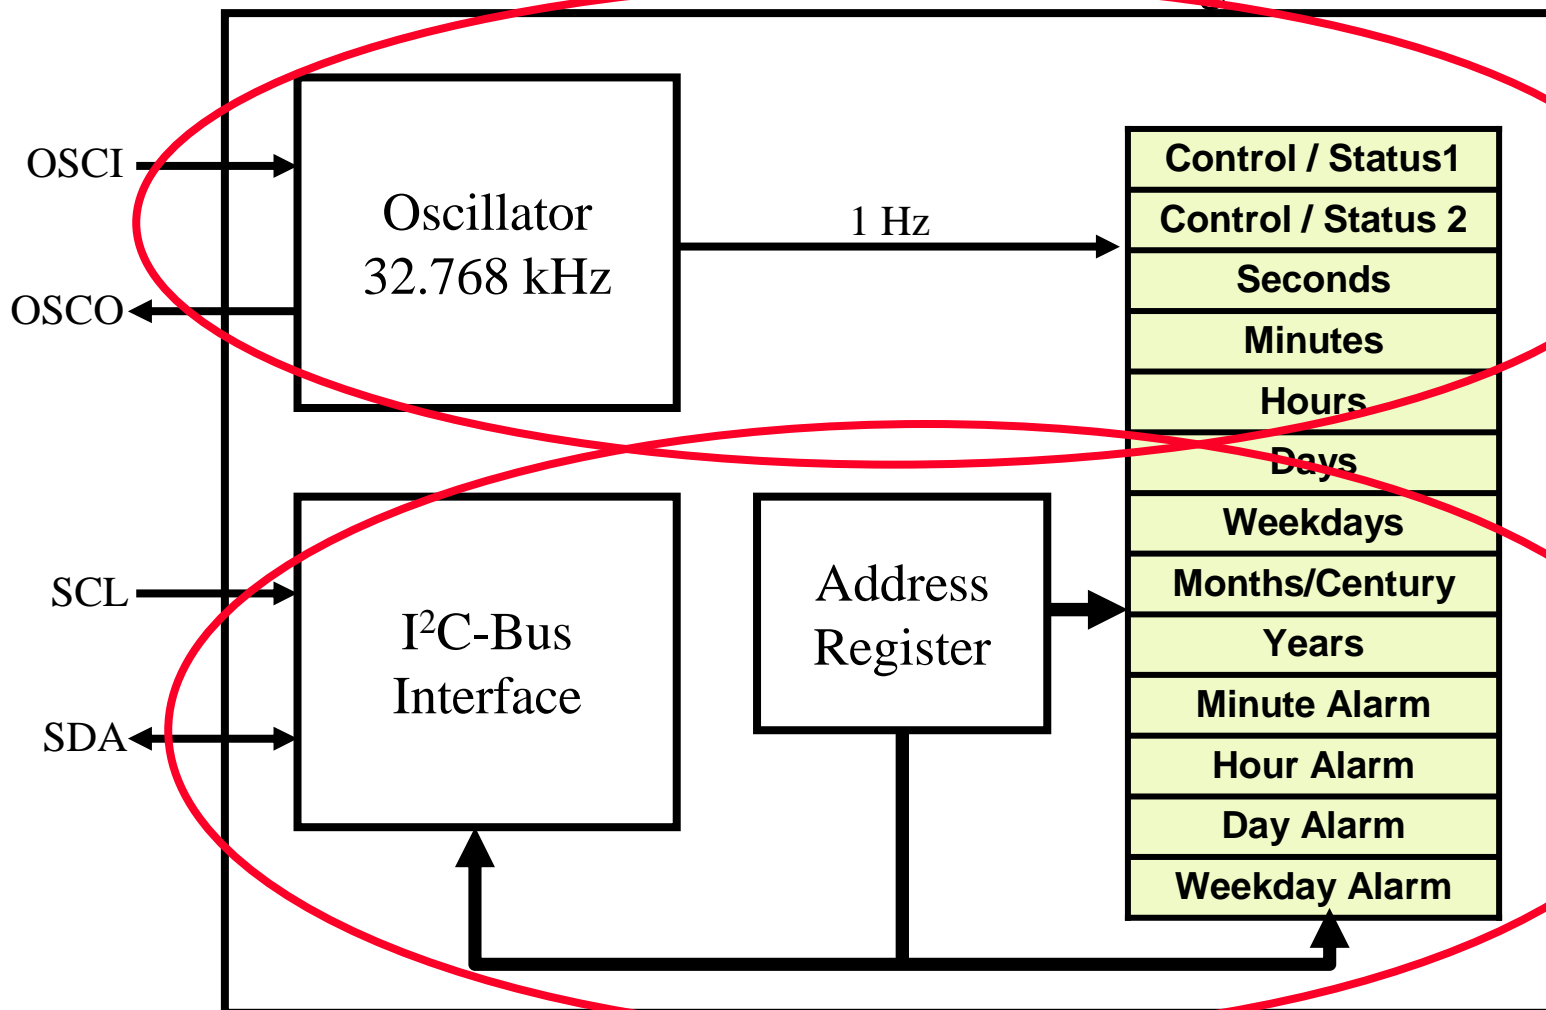 OSCI
OSCO
Oscillator
32.768 kHz
1 Hz
SCL
SDA
I²C-Bus
Interface
Address
Register
Control / Status1
Control / Status 2
Seconds
Minutes
Hours
Days
Weekdays
Months/Century
Years
Minute Alarm
Hour Alarm
Day Alarm
Weekday Alarm